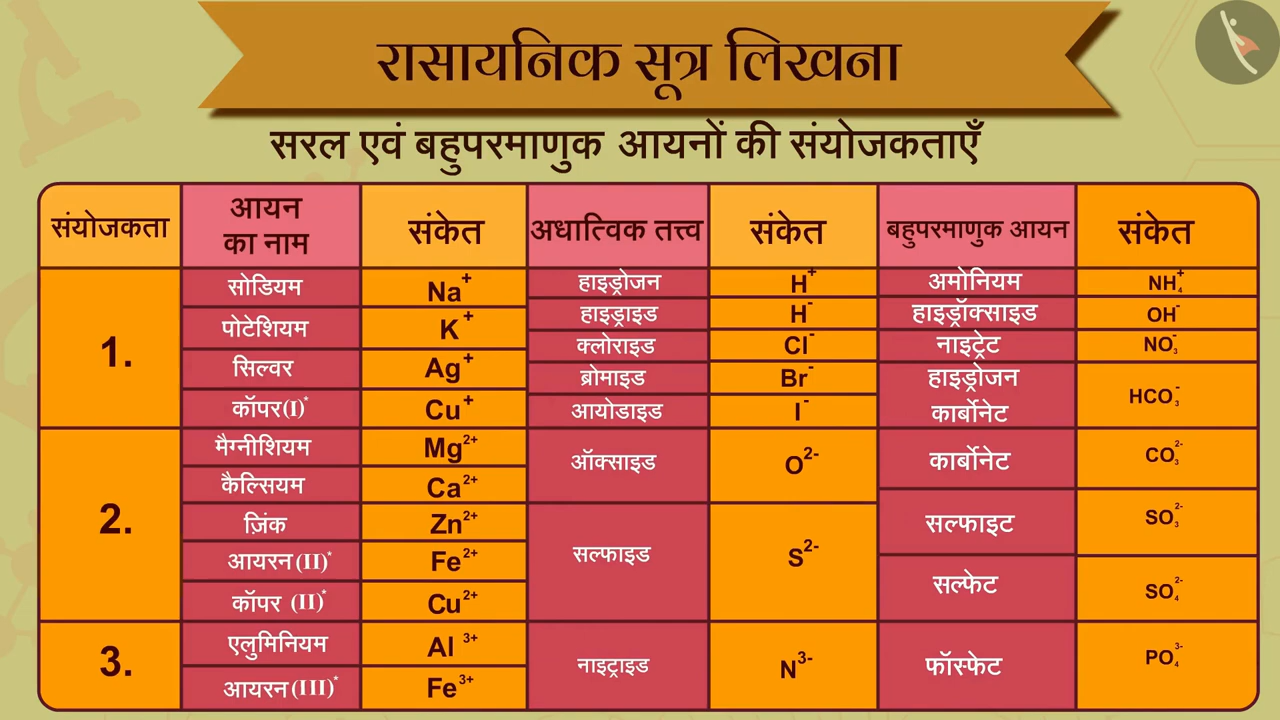 रासायनिक सूत्र लिखना
सरल एवं बहुपरमाणुक आयनों की संयोजकताएँ
संयोजकता आयन का नाम संकेत अधात्विक तत्त्व संकेत बहुपरमाणुक आयन संकेत
1.
सोडियम Na⁺
पोटेशियम K⁺
सिल्वर Ag⁺
कॉपर(I)* Cu⁺
हाइड्रोजन H⁺
हाइड्राइड H⁻
क्लोराइड Cl⁻
ब्रोमाइड Br⁻
आयोडाइड I⁻
अमोनियम NH₄⁺
हाइड्रॉक्साइड OH⁻
नाइट्रेट NO₃⁻
हाइड्रोजन
कार्बोनेट HCO₃⁻
2.
मैग्नीशियम Mg²⁺
कैल्सियम Ca²⁺
ज़िंक Zn²⁺
आयरन(II)* Fe²⁺
कॉपर (II)* Cu²⁺
ऑक्साइड O²⁻
सल्फाइड S²⁻
कार्बोनेट CO₃²⁻
सल्फाइट SO₃²⁻
सल्फेट SO₄²⁻
3.
एलुमिनियम Al ³⁺
आयरन(III)* Fe³⁺
नाइट्राइड N³⁻
फॉस्फेट PO₄³⁻